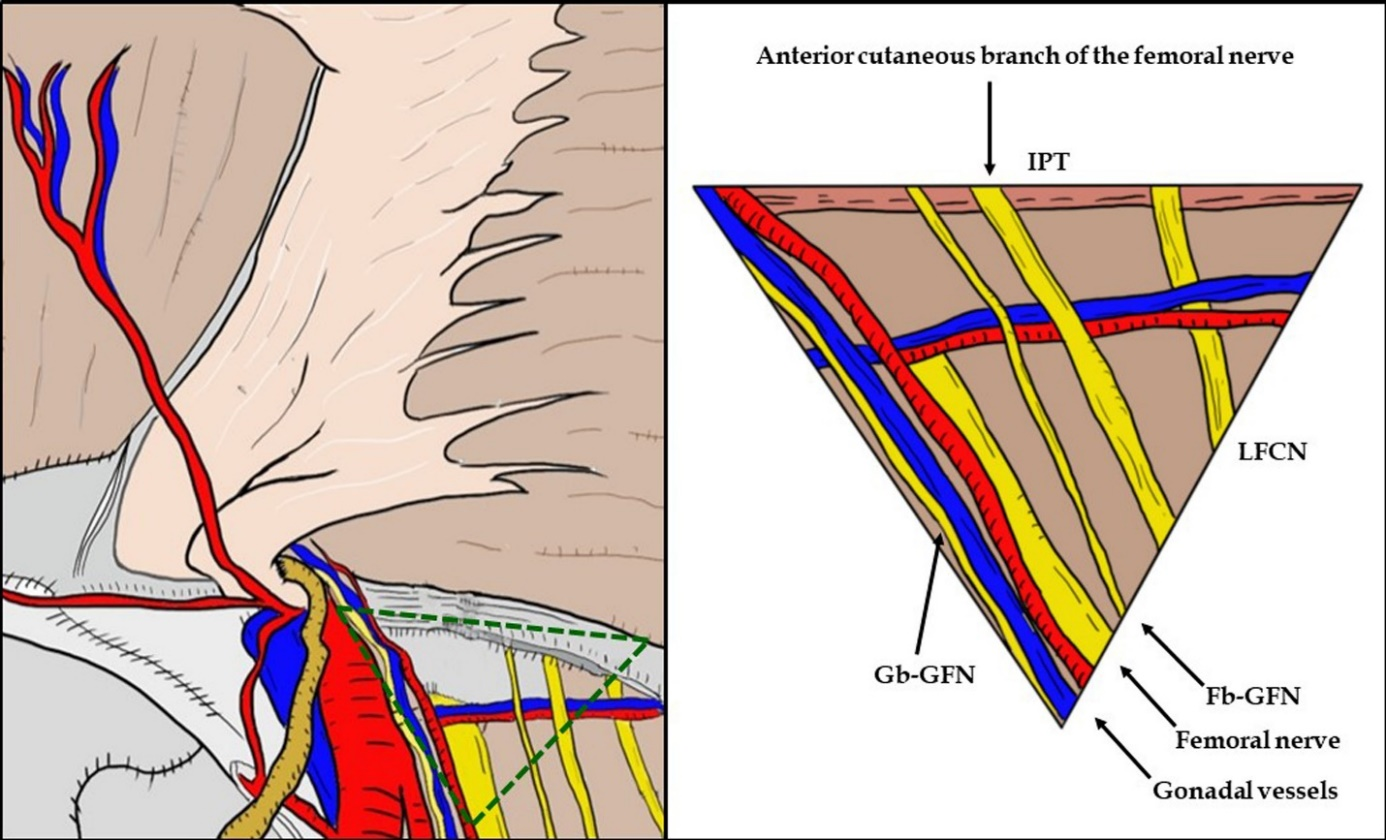 Anterior cutaneous branch of the femoral nerve
IPT
LFCN
Gb-GFN
Fb-GFN
Femoral nerve
Gonadal vessels